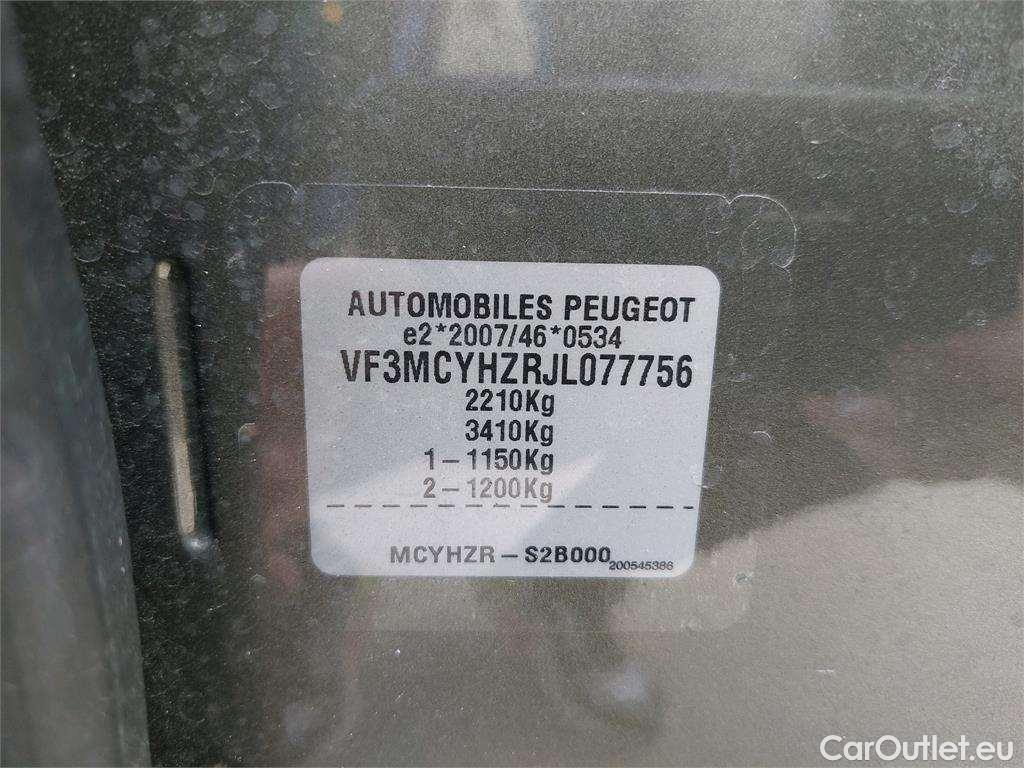 AUTOMOBILES PEUGEOT
e2*2007/46*0534
VF3MCYHZRJL077756
2210Kg
3410Kg
1-1150Kg
2-1200Kg
MCYHZR-S2B000
200545386
CarOutlet.eu